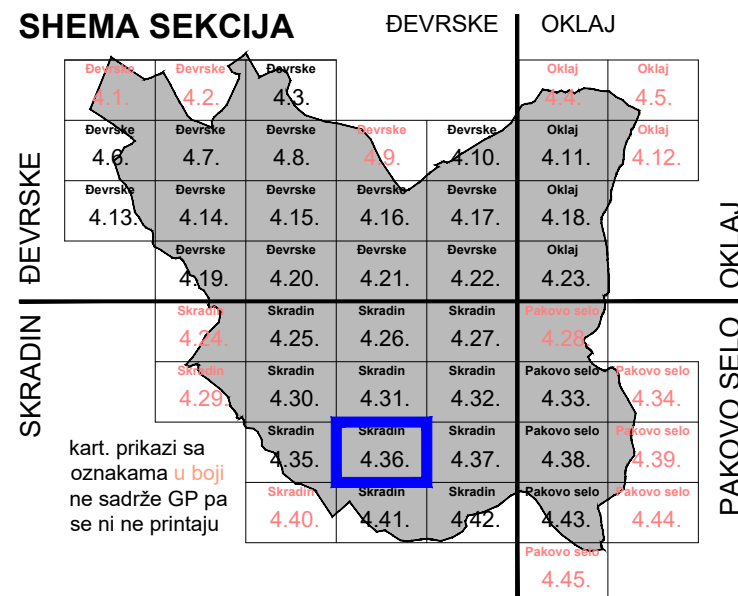 SHEMA SEKCIJA ĐEVRSKE OKLAJ
Đevrske Đevrske Đevrske Oklaj Oklaj
4.1. 4.2. 4.3. 4.4. 4.5.
Đevrske Đevrske Đevrske Đevrske Đevrske Oklaj Oklaj
4.6. 4.7. 4.8. 4.9. 4.10. 4.11. 4.12.
Đevrske Đevrske Đevrske Đevrske Đevrske Oklaj
4.13. 4.14. 4.15. 4.16. 4.17. 4.18.
Đevrske Đevrske Đevrske Đevrske Oklaj
4.19. 4.20. 4.21. 4.22. 4.23.
ĐEVRSKE
OKLAJ
Skradin Skradin Skradin Skradin Pakovo selo
4.24. 4.25. 4.26. 4.27. 4.28.
Skradin Skradin Skradin Skradin Pakovo selo Pakovo selo
4.29. 4.30. 4.31. 4.32. 4.33. 4.34.
Skradin Skradin Skradin Pakovo selo Pakovo selo
4.35. 4.36. 4.37. 4.38. 4.39.
Skradin Skradin Skradin Pakovo selo Pakovo selo
4.40. 4.41. 4.42. 4.43. 4.44.
Pakovo selo
4.45.
SKRADIN
PAKOVO SELO
kart. prikazi sa
oznakama u boji
ne sadrže GP pa
se ni ne printaju